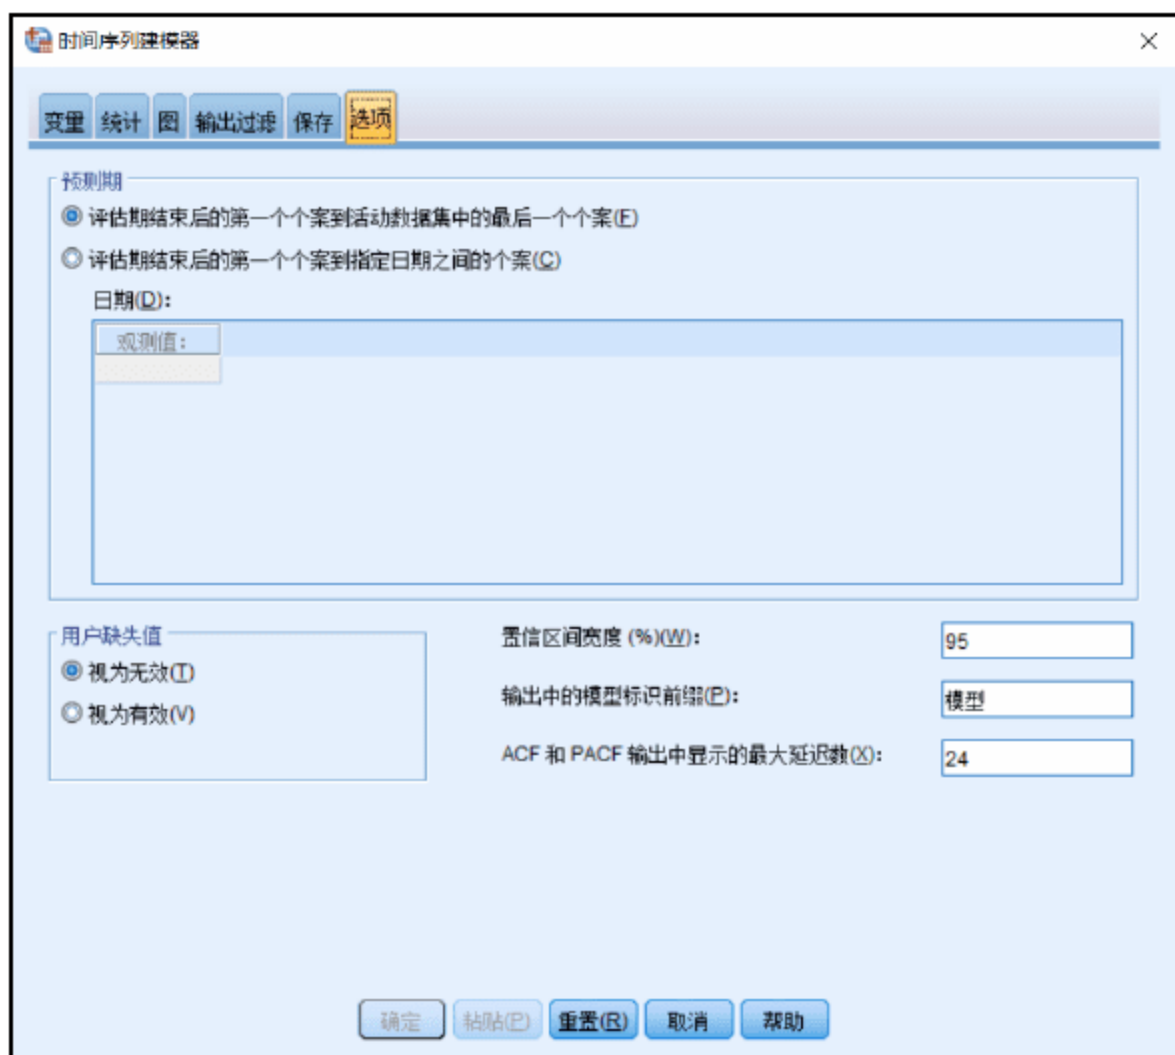 时间序列建模器
变量 统计 图 输出过滤 保存 选项
预测期
评估期结束后的第一个个案到活动数据集中的最后一个个案(F)
评估期结束后的第一个个案到指定日期之间的个案(C)
日期(D):
观测值:
用户缺失值
视为无效(T)
视为有效(V)
置信区间宽度 (%)(W):
95
输出中的模型标识前缀(P):
模型
ACF 和 PACF 输出中显示的最大延迟数(X):
24
确定 粘贴(P) 重置(R) 取消 帮助